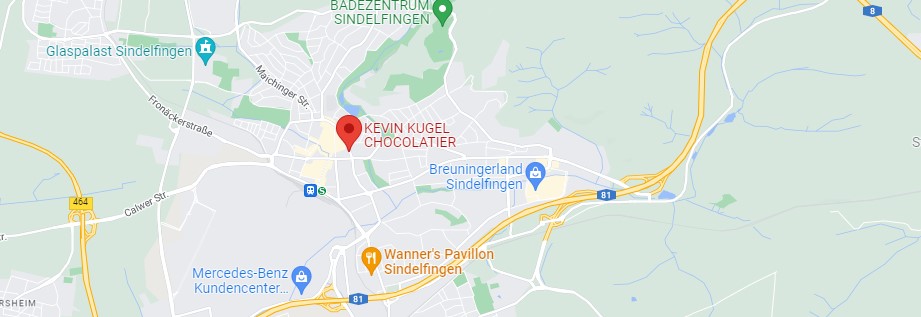 BADEZENTRUM
SINDELFINGEN
8
Glaspalast Sindelfingen
Maichinger Str.
Fronäckerstraße
KEVIN KUGEL
CHOCOLATIER
Breuningerland
Sindelfingen
S
81
464
Calwer Str.
Wanner's Pavillon
Sindelfingen
Mercedes-Benz
Kundencenter...
81